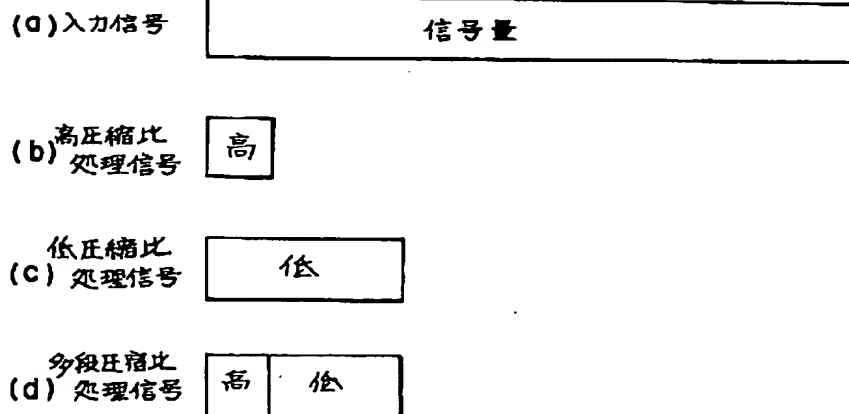 (a)入力信号 信号量
高圧縮比
(b) 処理信号 高
低圧縮比
(c) 処理信号 低
多段圧縮比
(d) 処理信号 高 低